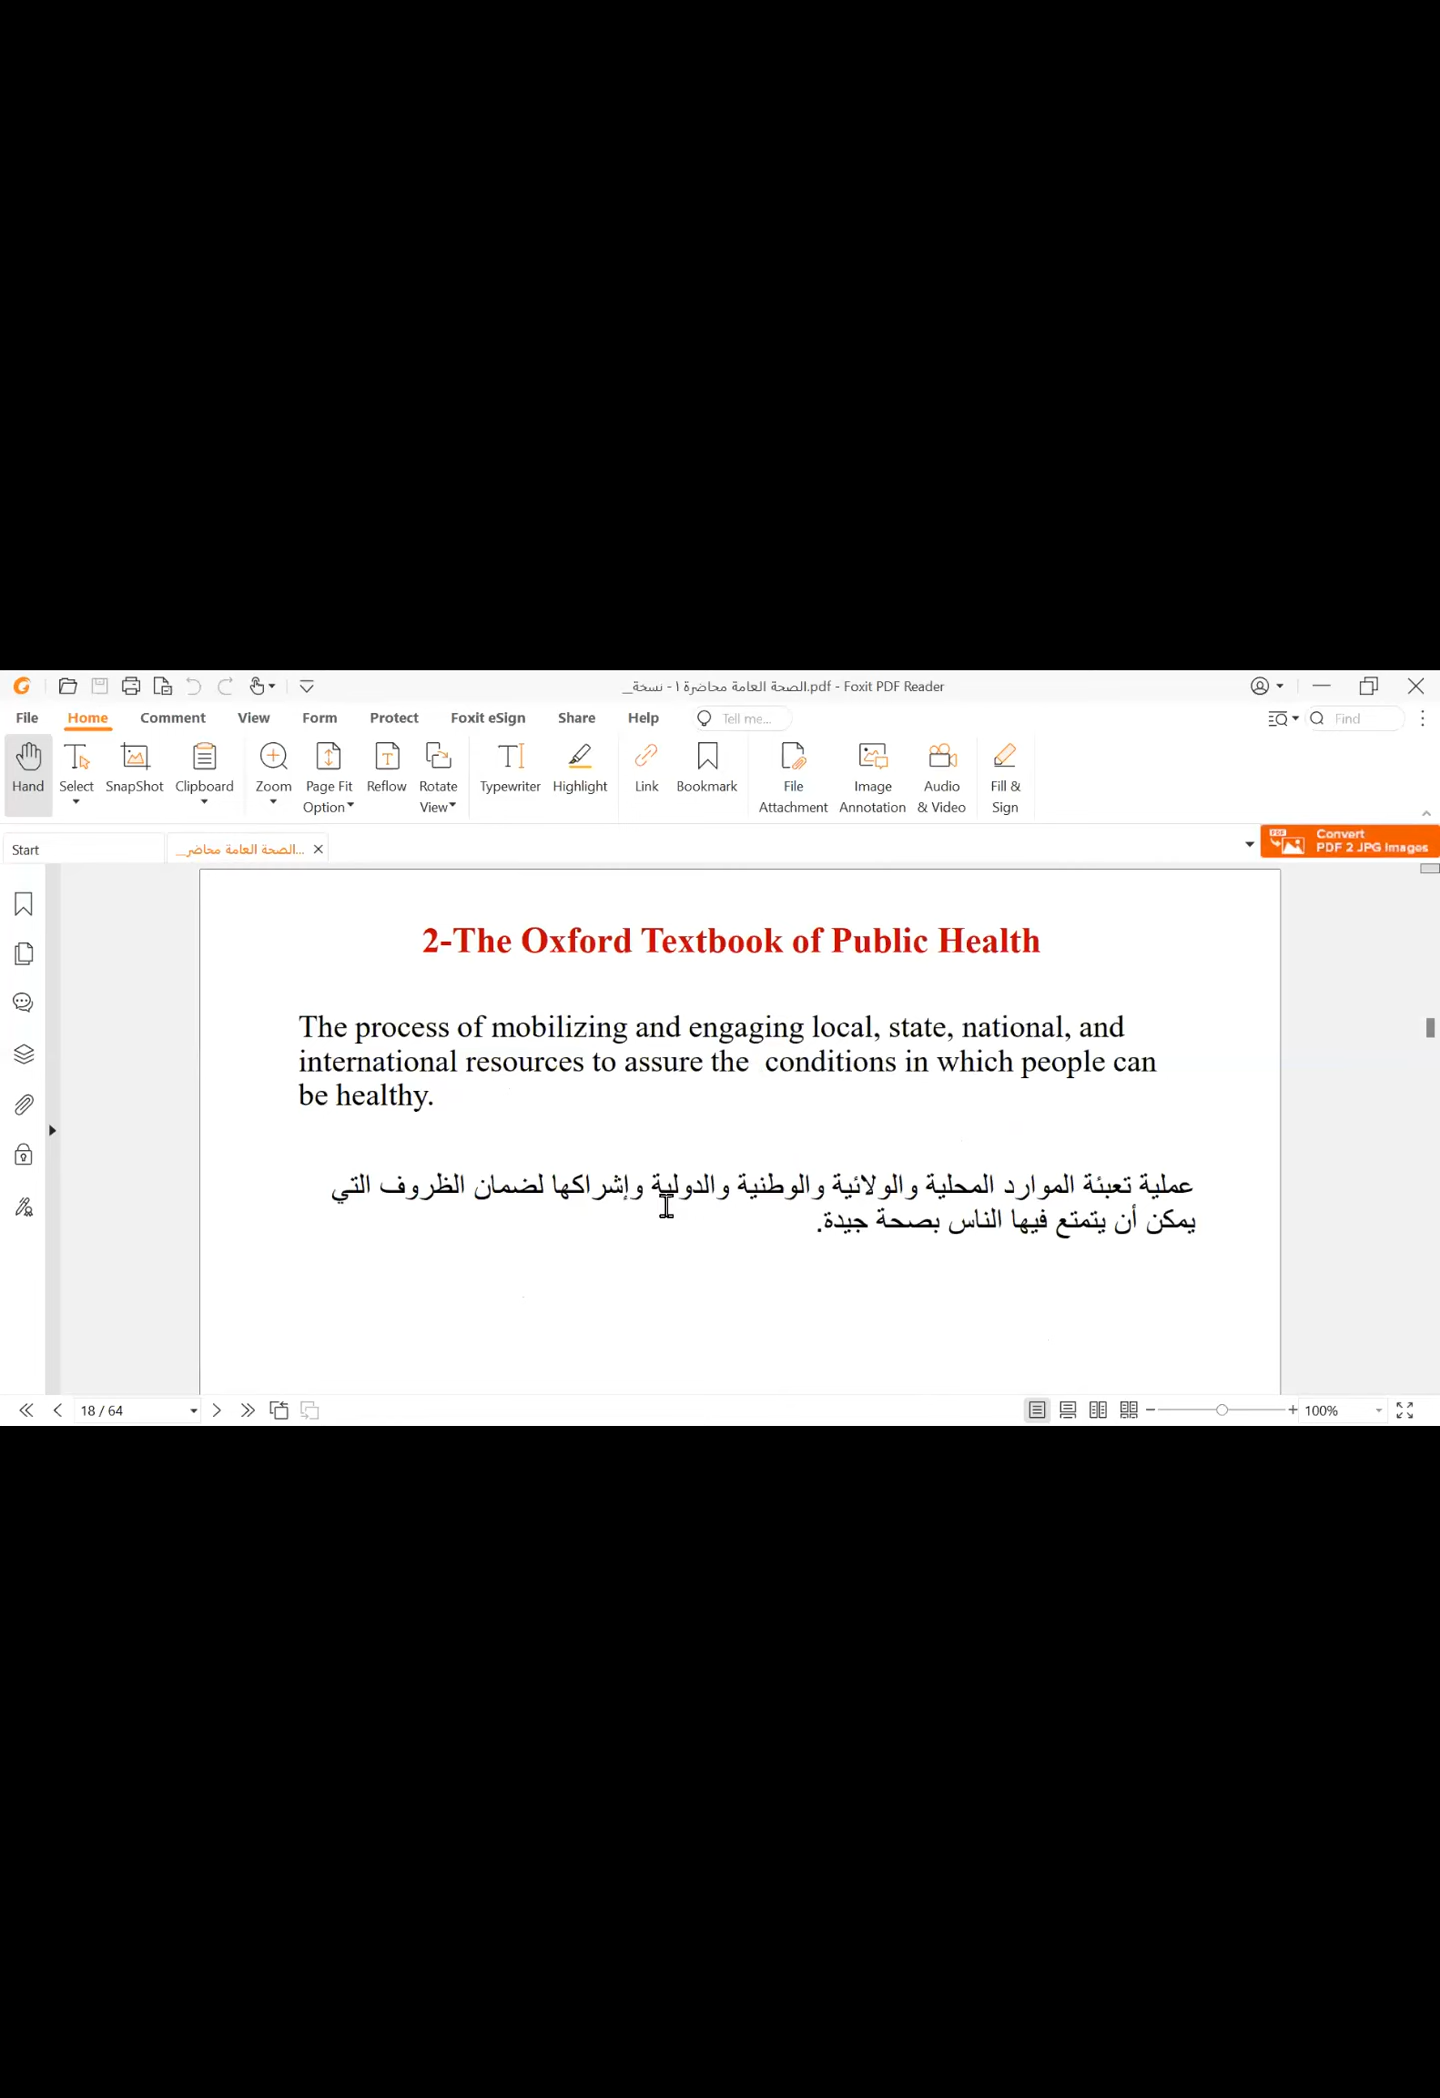 الصحة العامة محاضرة ١ - نسخة__.pdf - Foxit PDF Reader
File Home Comment View Form Protect Foxit eSign Share Help Tell me... Find
Hand Select SnapShot Clipboard Zoom Page Fit Option Reflow Rotate View Typewriter Highlight Link Bookmark File Attachment Image Annotation Audio & Video Fill & Sign
Start الصحة العامة محاضر...__ PDF Convert PDF 2 JPG Images
2-The Oxford Textbook of Public Health
The process of mobilizing and engaging local, state, national, and
international resources to assure the conditions in which people can
be healthy.
عملية تعبئة الموارد المحلية والولائية والوطنية والدولية وإشراكها لضمان الظروف التي
يمكن أن يتمتع فيها الناس بصحة جيدة.
18 / 64 100%